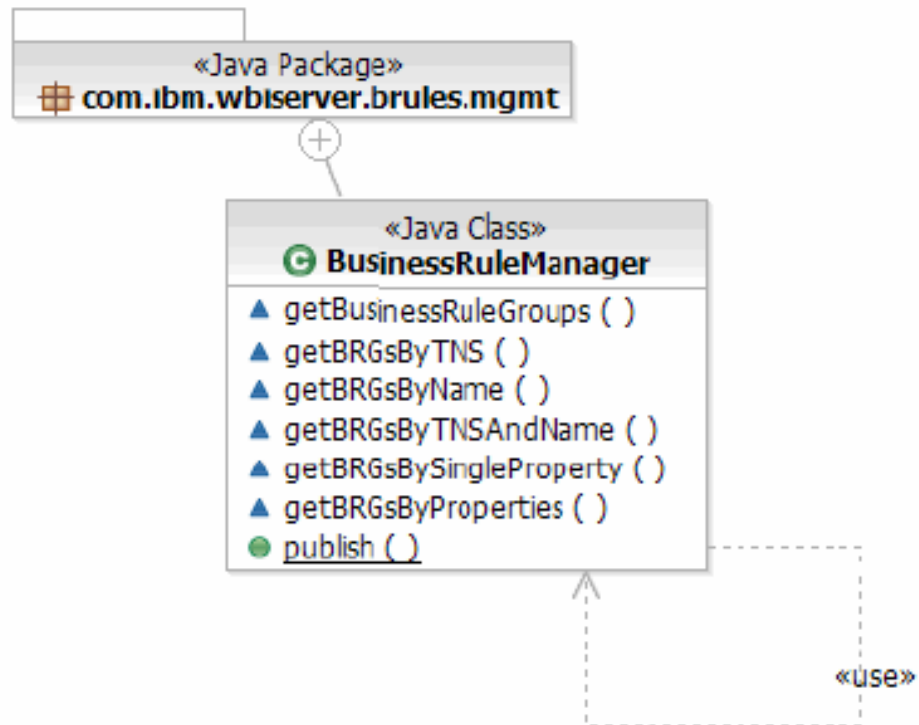 «Java Package»
com.ibm.wbiserver.brules.mgmt
«Java Class»
C BusinessRuleManager
getBusinessRuleGroups ( )
getBRGsByTNS ( )
getBRGsByName ( )
getBRGsByTNSAndName ( )
getBRGsBySingleProperty ( )
getBRGsByProperties ( )
publish ( )
«use»